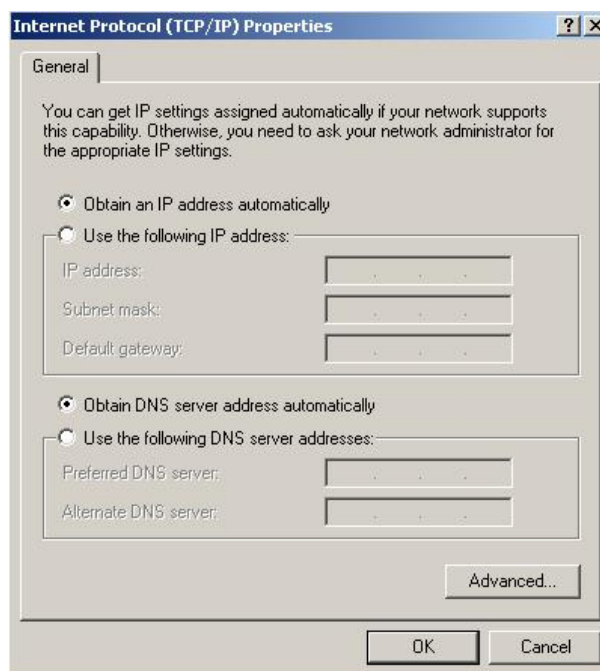 Internet Protocol (TCP/IP) Properties
General
You can get IP settings assigned automatically if your network supports
this capability. Otherwise, you need to ask your network administrator for
the appropriate IP settings.
Obtain an IP address automatically
Use the following IP address:
IP address:
Subnet mask:
Default gateway:
Obtain DNS server address automatically
Use the following DNS server addresses:
Preferred DNS server:
Alternate DNS server:
Advanced...
OK Cancel